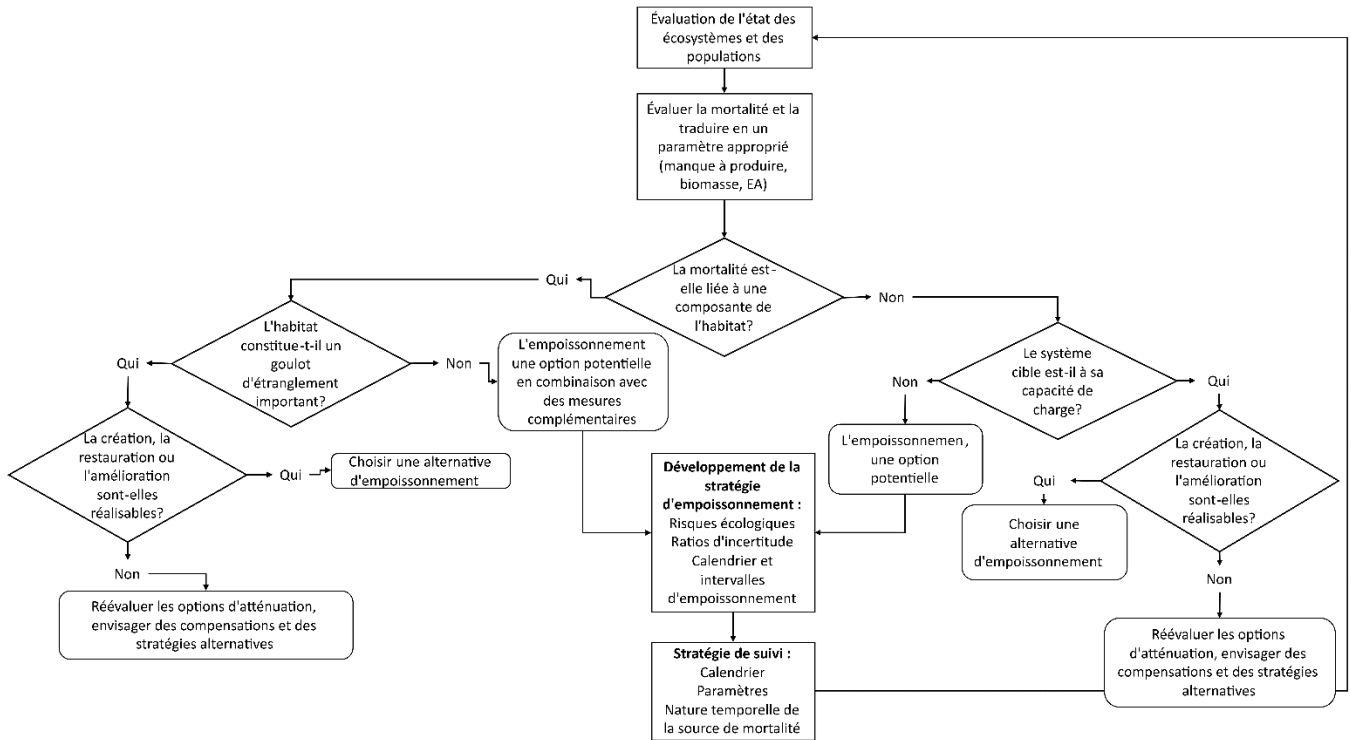 Évaluation de l'état des
écosystèmes et des
populations
Évaluer la mortalité et la
traduire en un
paramètre approprié
(manque à produire,
biomasse, EA)
La mortalité est-
elle liée à une
composante de
l'habitat?
Qui
Non
L'habitat
constitue-t-il un
goulot
d'étranglement
important?
Qui
Non
L'empoissonnement
une option potentielle
en combinaison avec
des mesures
complémentaires
Le système
cible est-il à sa
capacité de
charge?
Non
Qui
La création, la
restauration ou
l'amélioration
sont-elles
réalisables?
Qui
Choisir une alternative
d'empoissonnement
Non
Réévaluer les options d'atténuation,
envisager des compensations et des
stratégies alternatives
L'empoissonnemen,
une option
potentielle
La création, la
restauration ou
l'amélioration
sont-elles
réalisables?
Qui
Choisir une
alternative
d'empoissonnement
Non
Réévaluer les options
d'atténuation, envisager des
compensations et des stratégies
alternatives
Développement de la
stratégie
d'empoissonnement :
Risques écologiques
Ratios d'incertitude
Calendrier et
intervalles
d'empoissonnement
Stratégie de suivi :
Calendrier
Paramètres
Nature temporelle de
la source de mortalité